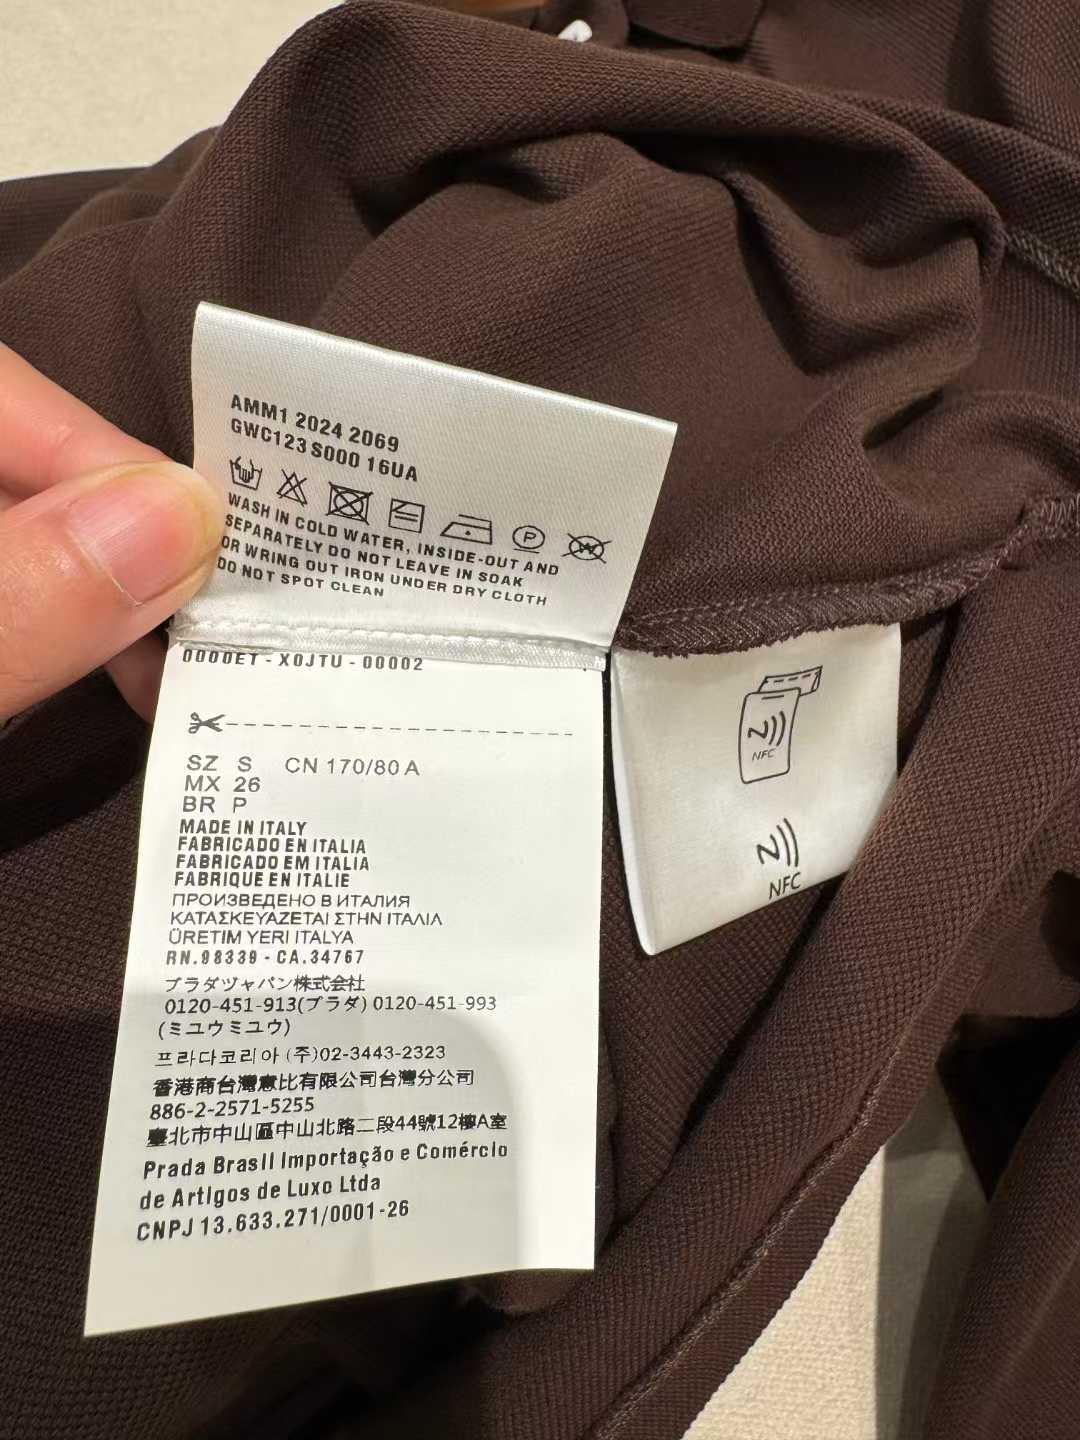 AMM1 2024 2069
GWC123 S000 16UA
P
W
WASH IN COLD WATER, INSIDE-OUT AND
SEPARATELY DO NOT LEAVE IN SOAK
OR WRING OUT IRON UNDER DRY CLOTH
DO NOT SPOT CLEAN
0000ET - X0JTU - 00002
SZ S CN 170/80 A
MX 26
BR P
MADE IN ITALY
FABRICADO EN ITALIA
FABRICADO EM ITALIA
FABRIQUE EN ITALIE
ПРОИЗВЕДЕНО В ИТАЛИЯ
ΚΑΤΑΣΚΕΥΑΖΕΤΑΙ ΣΤΗΝ ΙΤΑΛΙΑ
ÜRETIM YERI ITALYA
RN.98339 - CA.34767
プラダジャパン株式会社
0120-451-913(プラダ) 0120-451-993
(ミユウミユウ)
프라다코리아 (주)02-3443-2323
香港商台灣意比有限公司台灣分公司
886-2-2571-5255
臺北市中山區中山北路二段44號12樓A室
Prada Brasil Importação e Comércio
de Artigos de Luxo Ltda
CNPJ 13.633.271/0001-26
NFC
NFC